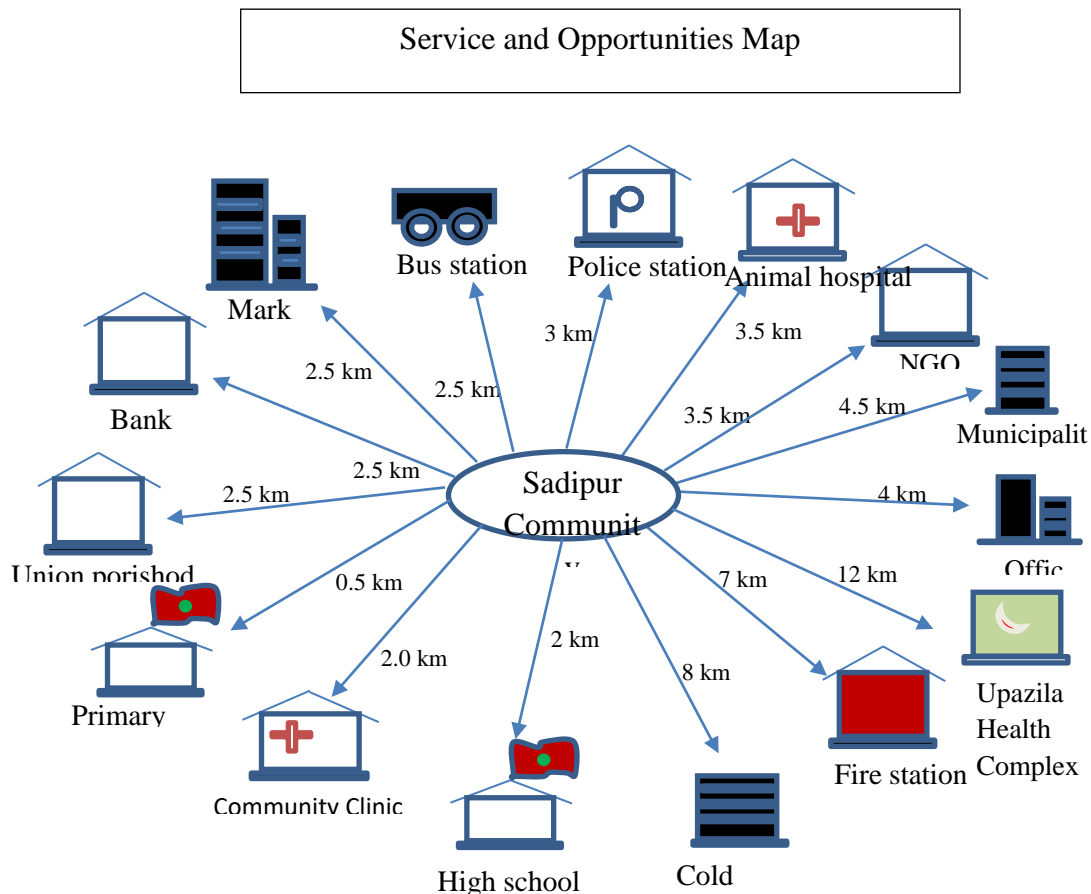 Service and Opportunities Map
Mark
Bus station
Police station
Animal hospital
NGO
Bank
2.5 km
2.5 km
3 km
3.5 km
3.5 km
4.5 km
Municipalit
2.5 km
2.5 km
Sadipur
Communit
y
4 km
Offic
Union porishod
0.5 km
7 km
12 km
Primary
2.0 km
2 km
8 km
Upazila
Health
Complex
Community Clinic
Fire station
High school
Cold